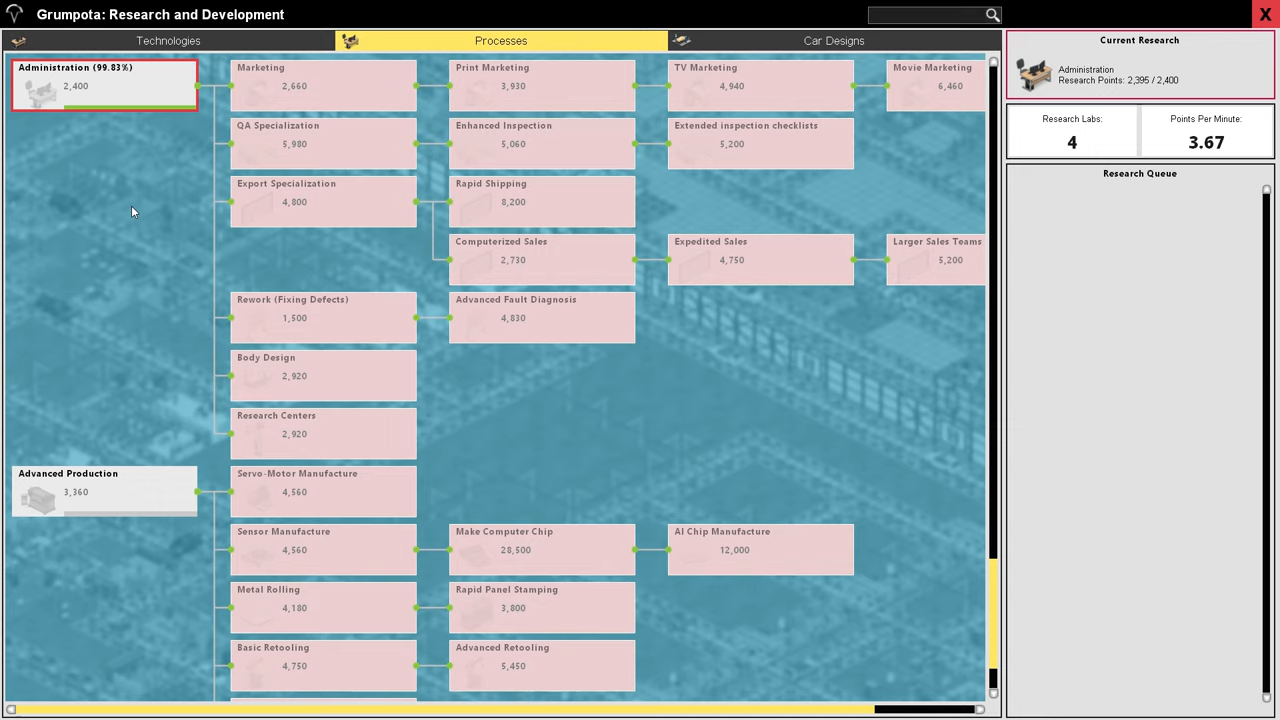 Grumpota: Research and Development
X
Technologies
Processes
Car Designs
Current Research
Administration
Research Points: 2,395 / 2,400
Research Labs:
4
Points Per Minute:
3.67
Research Queue
Administration (99.83%)
2,400
Marketing
2,660
Print Marketing
3,930
TV Marketing
4,940
Movie Marketing
6,460
QA Specialization
5,980
Enhanced Inspection
5,060
Extended inspection checklists
5,200
Export Specialization
4,800
Rapid Shipping
8,200
Computerized Sales
2,730
Expedited Sales
4,750
Larger Sales Teams
5,200
Rework (Fixing Defects)
1,500
Advanced Fault Diagnosis
4,830
Body Design
2,920
Research Centers
2,920
Advanced Production
3,360
Servo-Motor Manufacture
4,560
Sensor Manufacture
4,560
Make Computer Chip
28,500
AI Chip Manufacture
12,000
Metal Rolling
4,180
Rapid Panel Stamping
3,800
Basic Retooling
4,750
Advanced Retooling
5,450